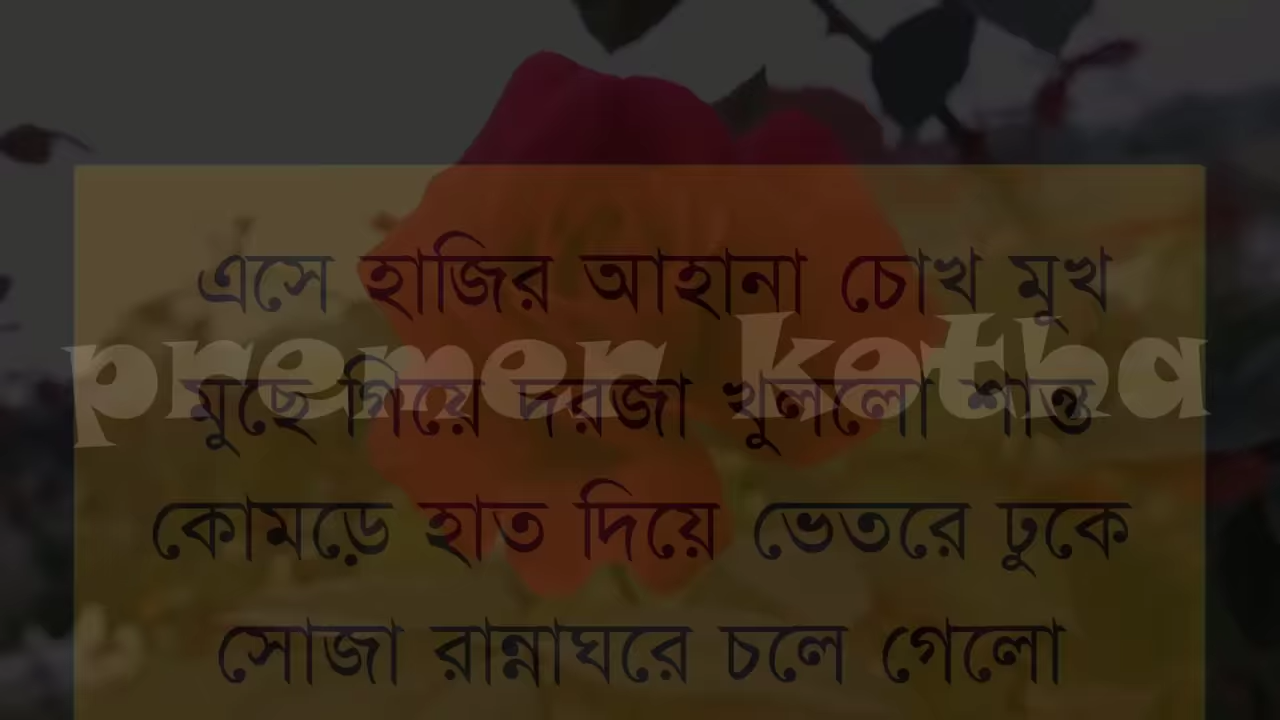 এসে হাজির আহানা চোখ মুখ
premer kotha
মুছে গিয়ে দরজা খুললো শান্ত
কোমড়ে হাত দিয়ে ভেতরে ঢুকে
সোজা রান্নাঘরে চলে গেলো